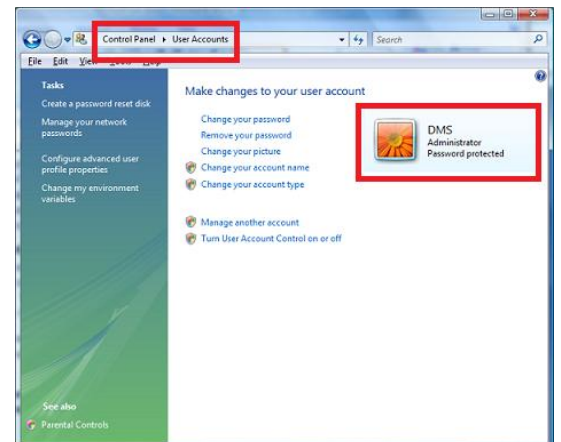 Control Panel ▸ User Accounts
Search
File Edit View Tools Help
Tasks
Create a password reset disk
Manage your network
passwords
Configure advanced user
profile properties
Change my environment
variables
See also
Parental Controls
Make changes to your user account
Change your password
Remove your password
Change your picture
Change your account name
Change your account type
Manage another account
Turn User Account Control on or off
DMS
Administrator
Password protected